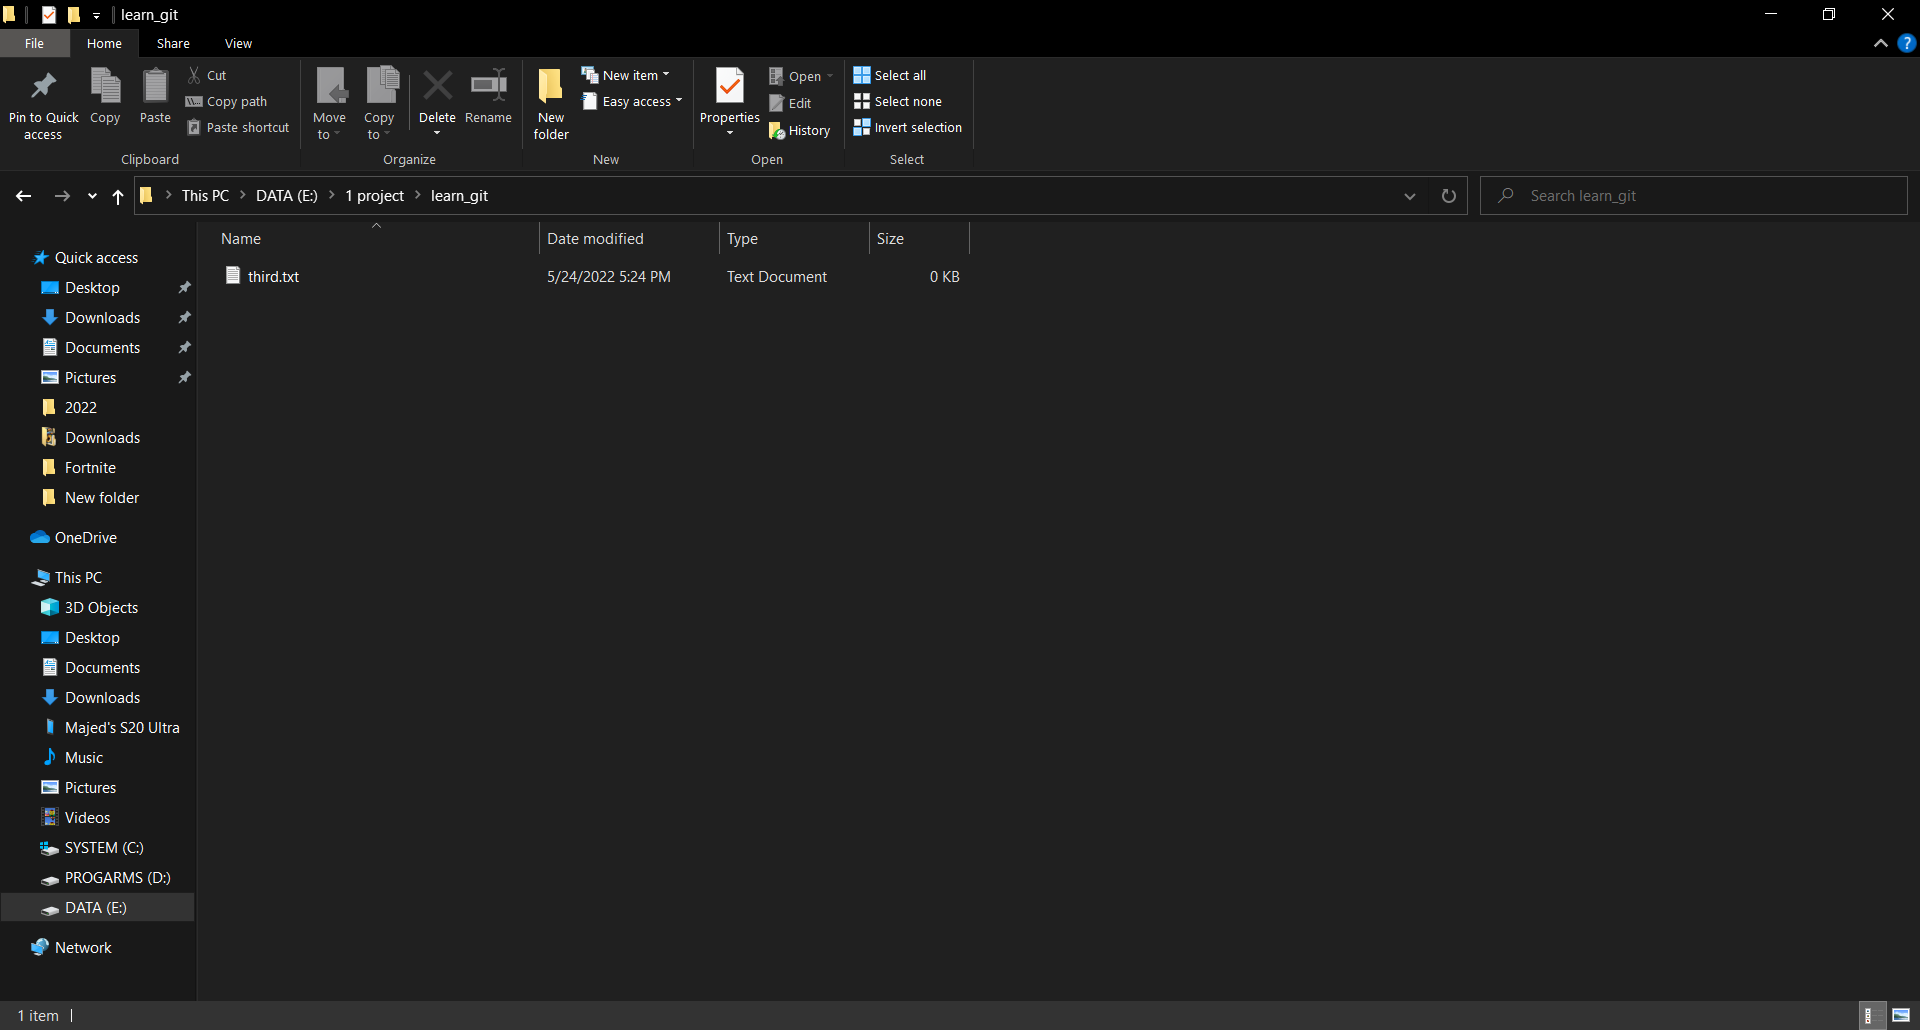 learn_git
File Home Share View
Pin to Quick access
Copy
Paste
Cut
Copy path
Paste shortcut
Clipboard
Move to
Copy to
Delete
Rename
Organize
New folder
New item
Easy access
New
Properties
Open
Edit
History
Open
Select all
Select none
Invert selection
Select
This PC > DATA (E:) > 1 project > learn_git
Search learn_git
Name Date modified Type Size
third.txt 5/24/2022 5:24 PM Text Document 0 KB
Quick access
Desktop
Downloads
Documents
Pictures
2022
Downloads
Fortnite
New folder
OneDrive
This PC
3D Objects
Desktop
Documents
Downloads
Majed's S20 Ultra
Music
Pictures
Videos
SYSTEM (C:)
PROGARMS (D:)
DATA (E:)
Network
1 item